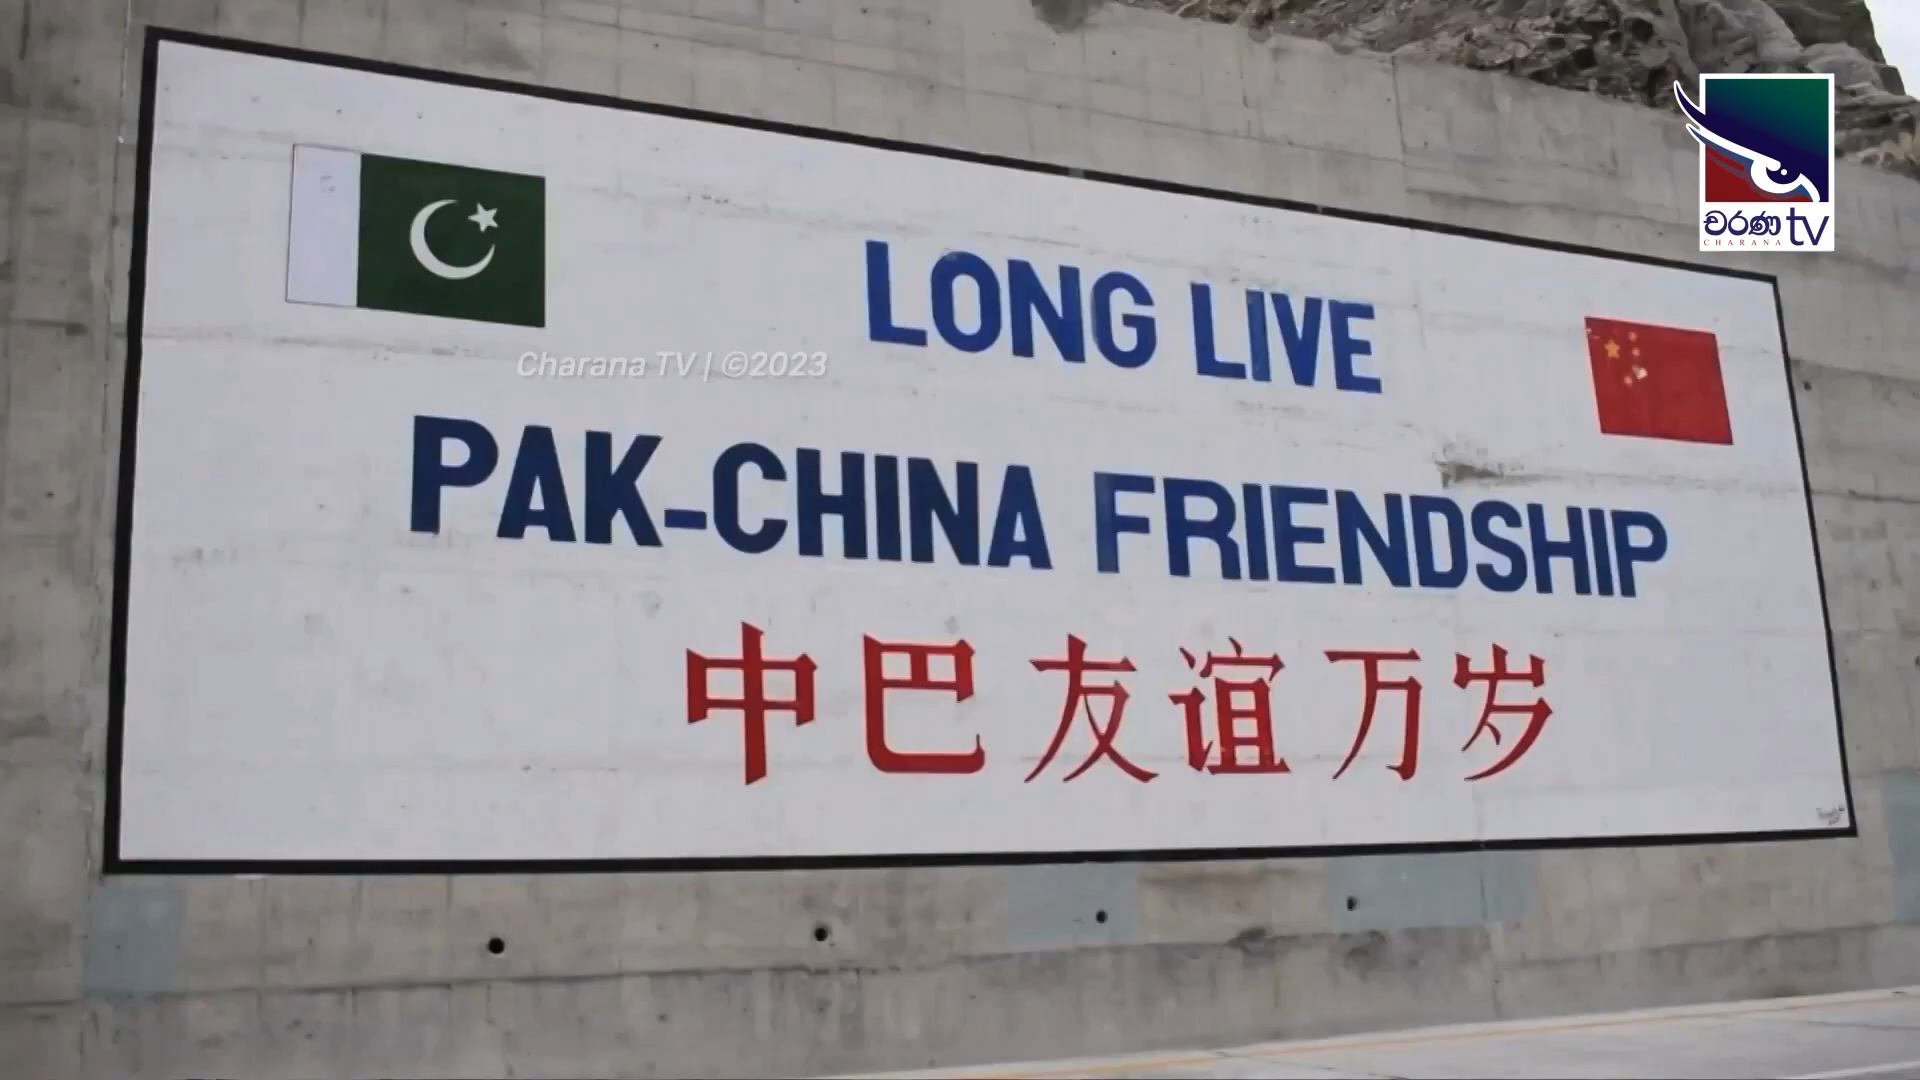 චරණ tv
CHARANA
LONG LIVE
Charana TV | ©2023
PAK-CHINA FRIENDSHIP
中巴友谊万岁